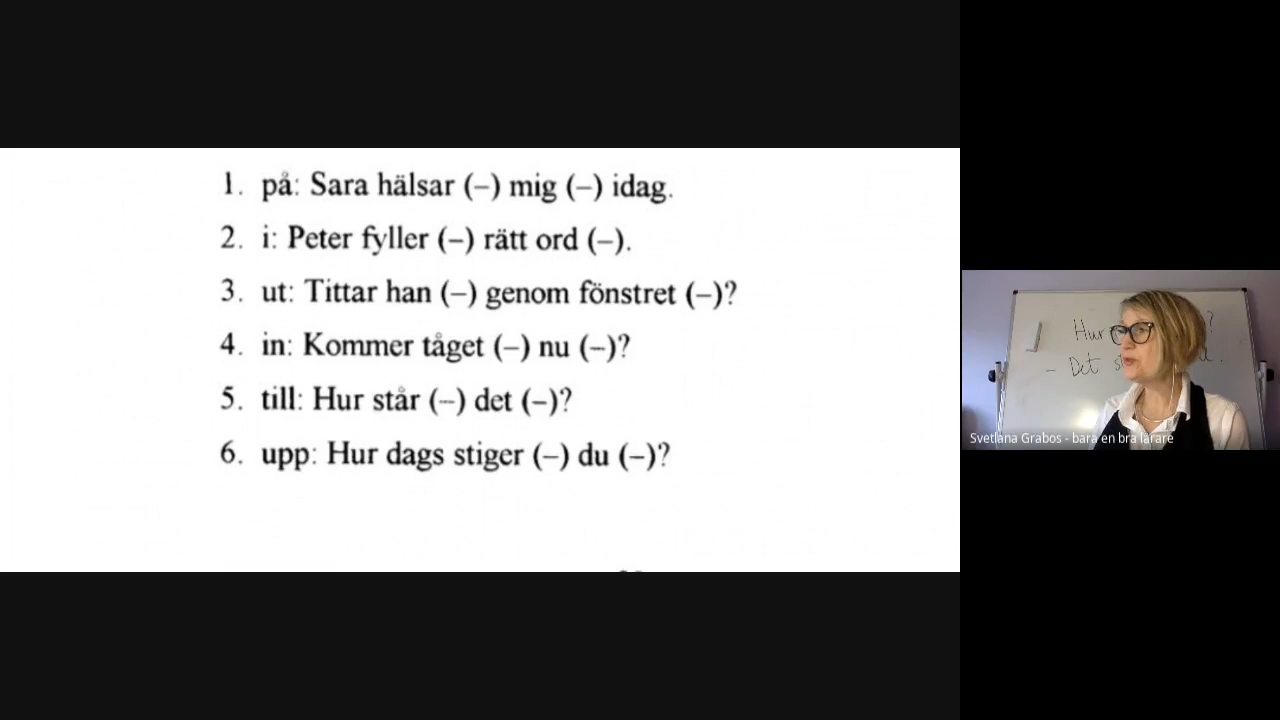 1. på: Sara hälsar (–) mig (–) idag.
2. i: Peter fyller (–) rätt ord (–).
3. ut: Tittar han (–) genom fönstret (–)?
4. in: Kommer tåget (–) nu (–)?
5. till: Hur står (–) det (–)?
6. upp: Hur dags stiger (–) du (–)?
Hur ?
- Det
Svetlana Grabos - bara en bra lärare